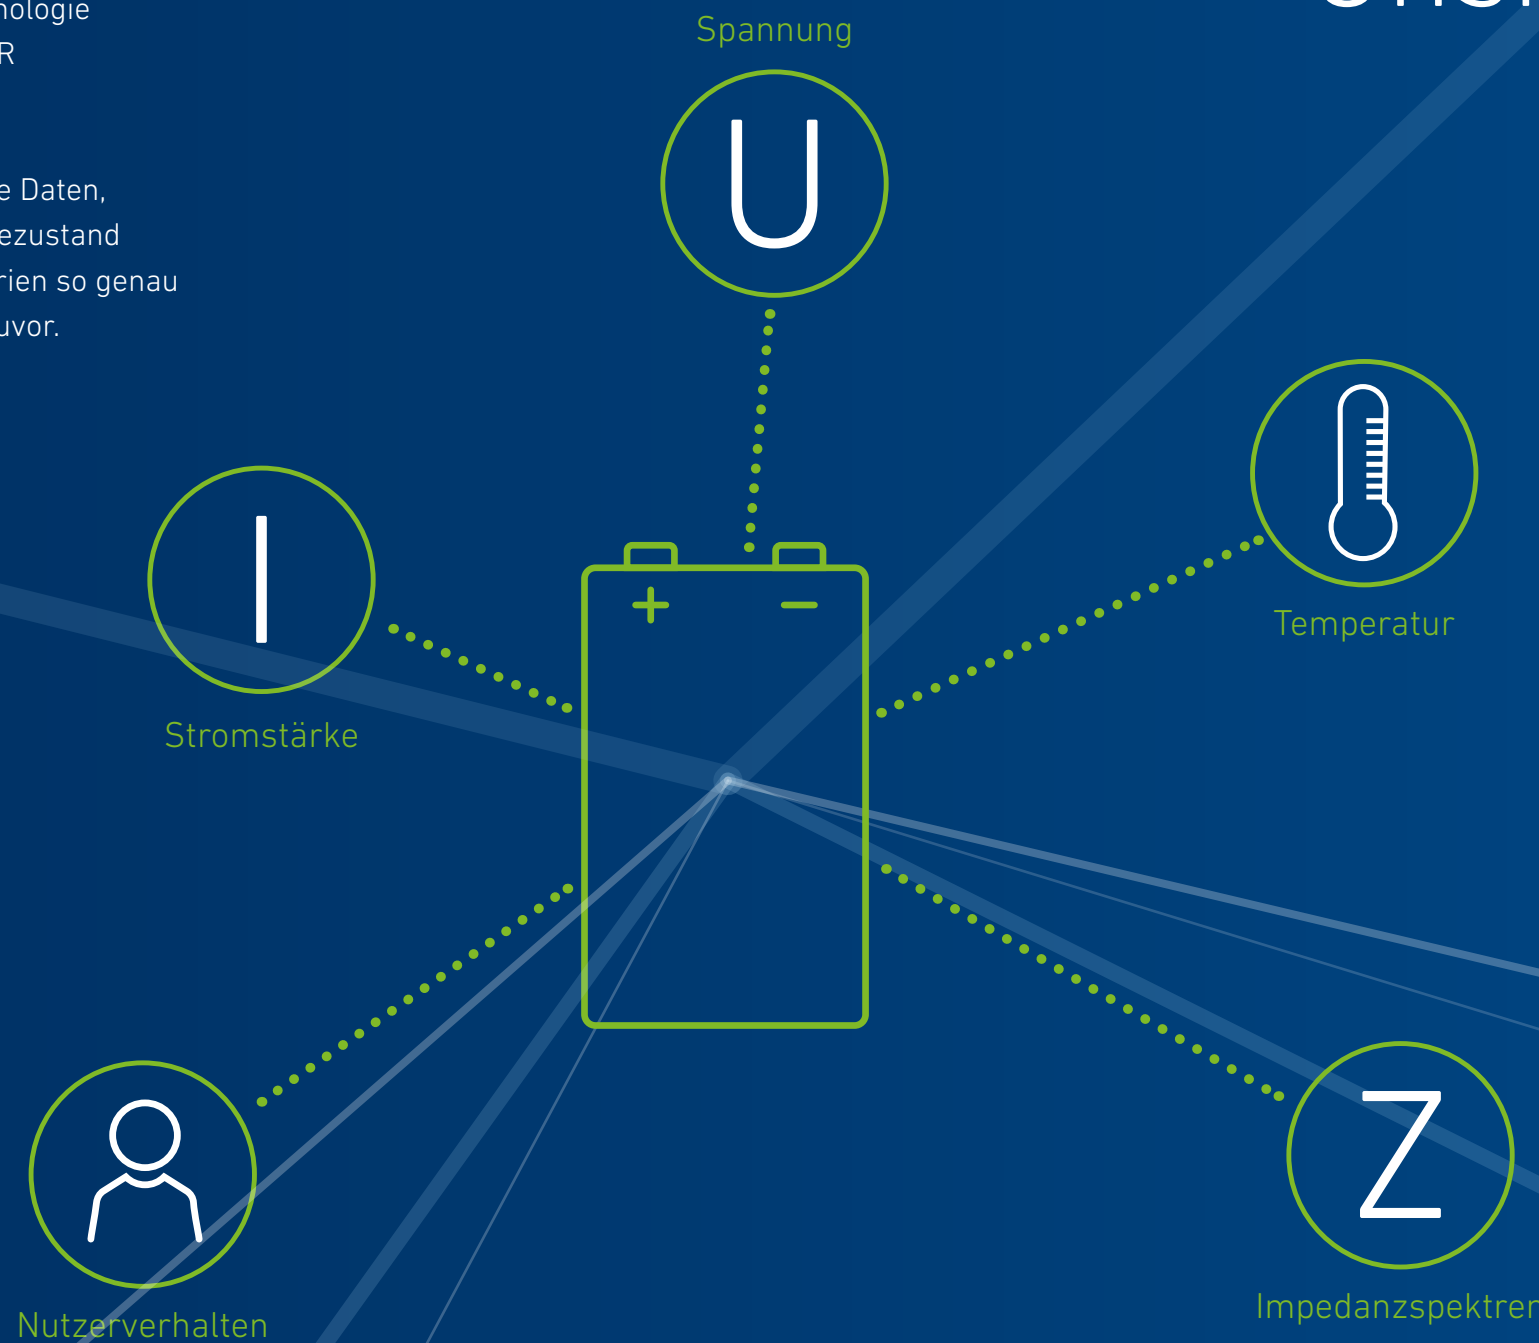 nologie
R
e Daten,
ezustand
rien so genau
uvor.
Spannung
U
I
Stromstärke
+ −
Temperatur
Nutzerverhalten
Z
Impedanzspektren